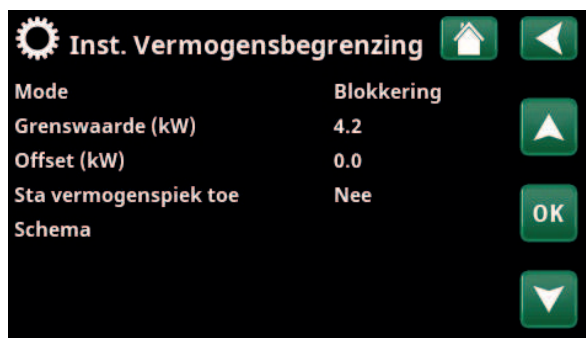 Inst. Vermogensbegrenzing
Mode Blokkering
Grenswaarde (kW) 4.2
Offset (kW) 0.0
Sta vermogenspiek toe Nee
Schema
OK